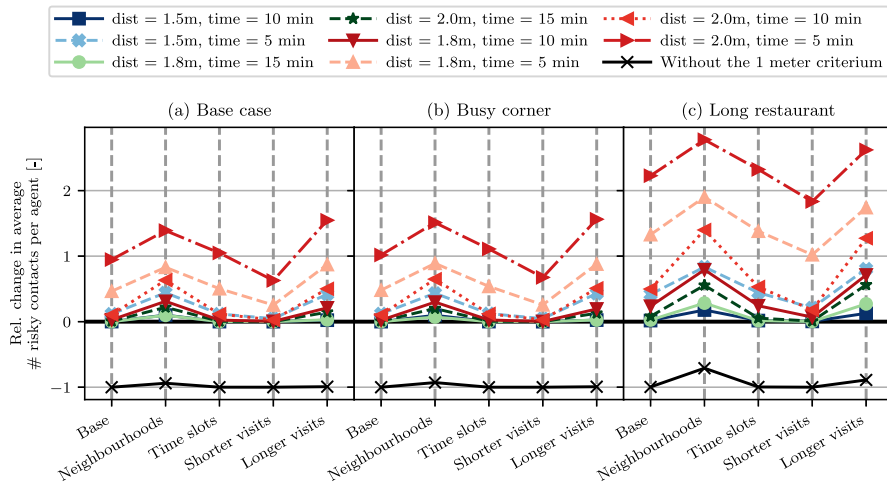 dist = 1.5m, time = 10 min
dist = 1.5m, time = 5 min
dist = 1.8m, time = 15 min
dist = 2.0m, time = 15 min
dist = 1.8m, time = 10 min
dist = 1.8m, time = 5 min
dist = 2.0m, time = 10 min
dist = 2.0m, time = 5 min
Without the 1 meter criterium
(a) Base case
(b) Busy corner
(c) Long restaurant
Rel. change in average
# risky contacts per agent [-]
2
1
0
−1
Base
Neighbourhoods
Time slots
Shorter visits
Longer visits
Base
Neighbourhoods
Time slots
Shorter visits
Longer visits
Base
Neighbourhoods
Time slots
Shorter visits
Longer visits